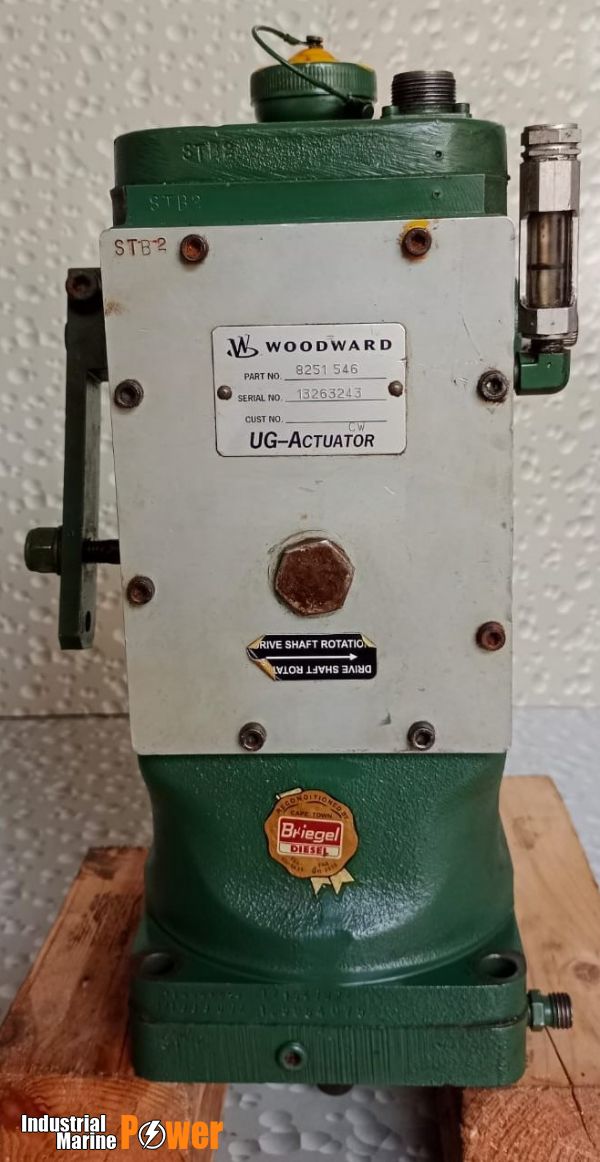 STB2
STB2
STB2
WOODWARD
PART NO. 8251 546
SERIAL NO. 13263243
CUST NO.
CW
UG-ACTUATOR
DRIVE SHAFT ROTATION
DRIVE SHAFT ROTAT
RECONDITIONED BY
CAPE TOWN
Briegel
DIESEL
Industrial
Marine Power